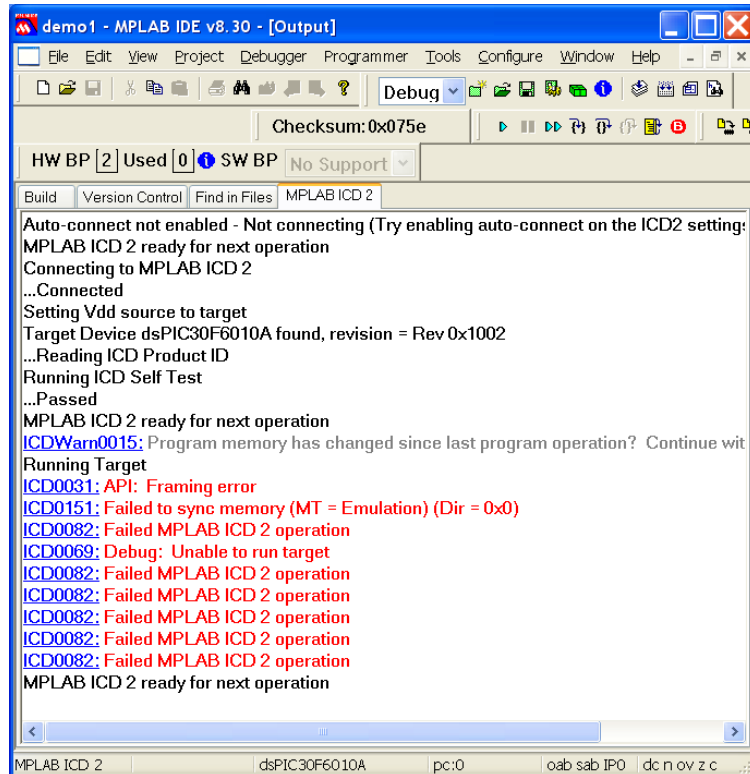 demo1 - MPLAB IDE v8.30 - [Output]
File Edit View Project Debugger Programmer Tools Configure Window Help
Debug
Checksum: 0x075e
HW BP 2 Used 0 SW BP No Support
Build Version Control Find in Files MPLAB ICD 2
Auto-connect not enabled - Not connecting (Try enabling auto-connect on the ICD2 settings
MPLAB ICD 2 ready for next operation
Connecting to MPLAB ICD 2
...Connected
Setting Vdd source to target
Target Device dsPIC30F6010A found, revision = Rev 0x1002
...Reading ICD Product ID
Running ICD Self Test
...Passed
MPLAB ICD 2 ready for next operation
ICDWarn0015: Program memory has changed since last program operation? Continue wit
Running Target
ICD0031: API: Framing error
ICD0151: Failed to sync memory (MT = Emulation) (Dir = 0x0)
ICD0082: Failed MPLAB ICD 2 operation
ICD0069: Debug: Unable to run target
ICD0082: Failed MPLAB ICD 2 operation
ICD0082: Failed MPLAB ICD 2 operation
ICD0082: Failed MPLAB ICD 2 operation
ICD0082: Failed MPLAB ICD 2 operation
ICD0082: Failed MPLAB ICD 2 operation
MPLAB ICD 2 ready for next operation
MPLAB ICD 2 dsPIC30F6010A pc:0 oab sab IP0 dc n ov z c